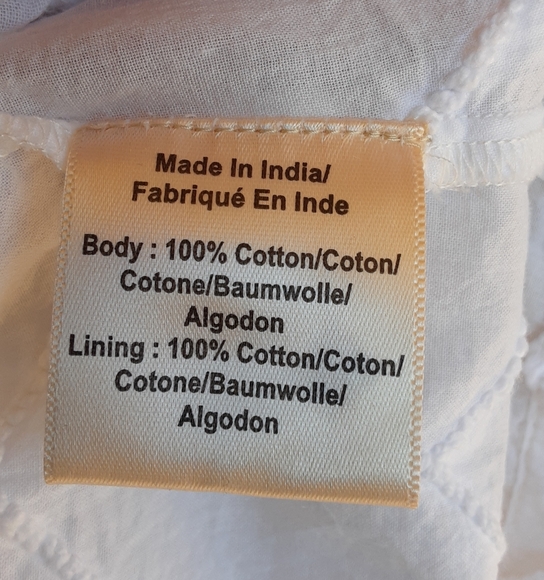 Made In India/
Fabriqué En Inde
Body : 100% Cotton/Coton/
Cotone/Baumwolle/
Algodon
Lining : 100% Cotton/Coton/
Cotone/Baumwolle/
Algodon